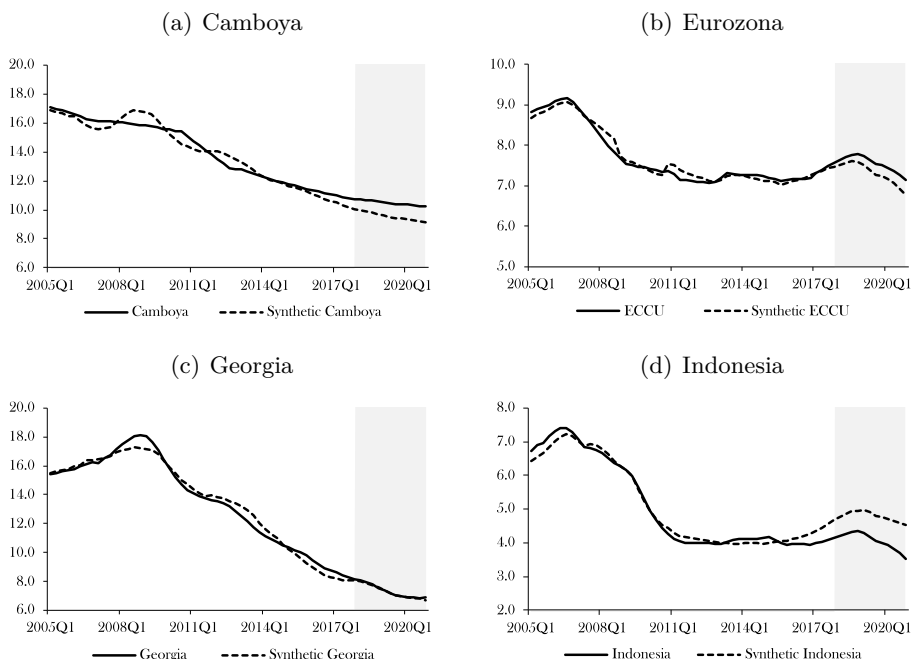 (a) Camboya
20.0
18.0
16.0
14.0
12.0
10.0
8.0
6.0
2005Q1 2008Q1 2011Q1 2014Q1 2017Q1 2020Q1
Camboya Synthetic Camboya
(b) Eurozona
10.0
9.0
8.0
7.0
6.0
5.0
2005Q1 2008Q1 2011Q1 2014Q1 2017Q1 2020Q1
ECCU Synthetic ECCU
(c) Georgia
20.0
18.0
16.0
14.0
12.0
10.0
8.0
6.0
2005Q1 2008Q1 2011Q1 2014Q1 2017Q1 2020Q1
Georgia Synthetic Georgia
(d) Indonesia
8.0
7.0
6.0
5.0
4.0
3.0
2.0
2005Q1 2008Q1 2011Q1 2014Q1 2017Q1 2020Q1
Indonesia Synthetic Indonesia